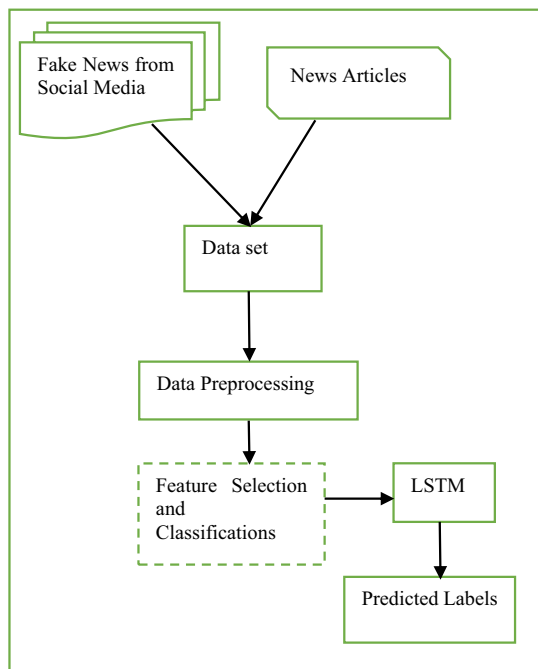 Fake News from
Social Media
News Articles
Data set
Data Preprocessing
Feature Selection
and
Classifications
LSTM
Predicted Labels